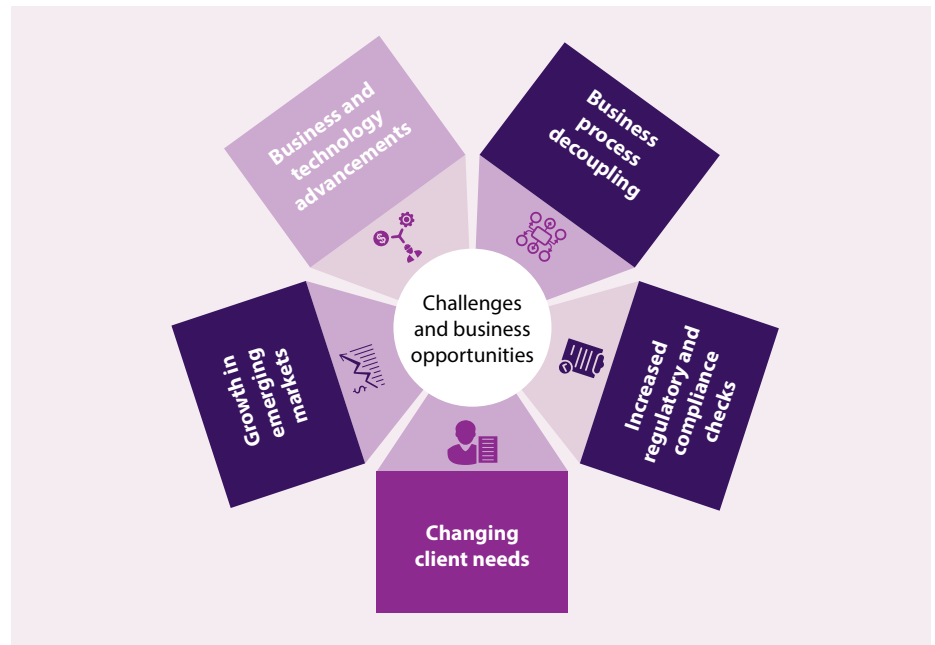 Business and
technology
advancements
Business
process
decoupling
Challenges
and business
opportunities
Growth in
emerging
markets
Increased
regulatory and
compliance
checks
Changing
client needs
$
$